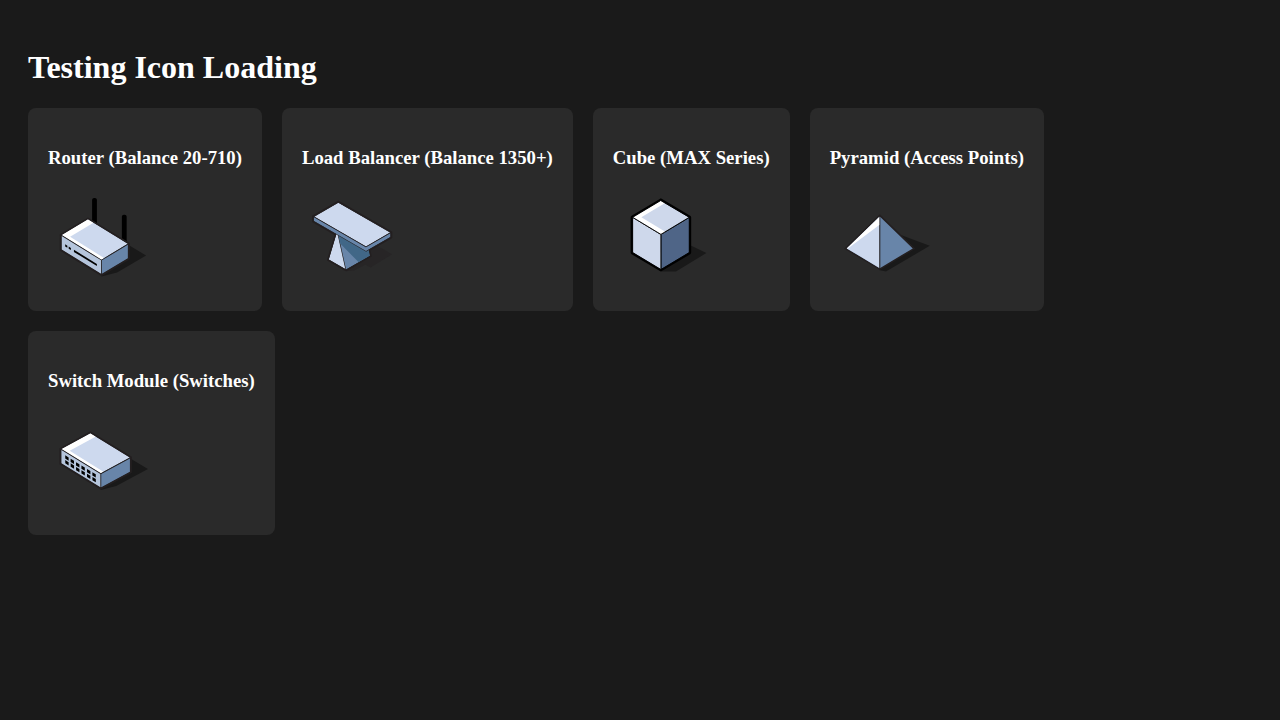 Testing Icon Loading
Router (Balance 20-710)
Load Balancer (Balance 1350+)
Cube (MAX Series)
Pyramid (Access Points)
Switch Module (Switches)